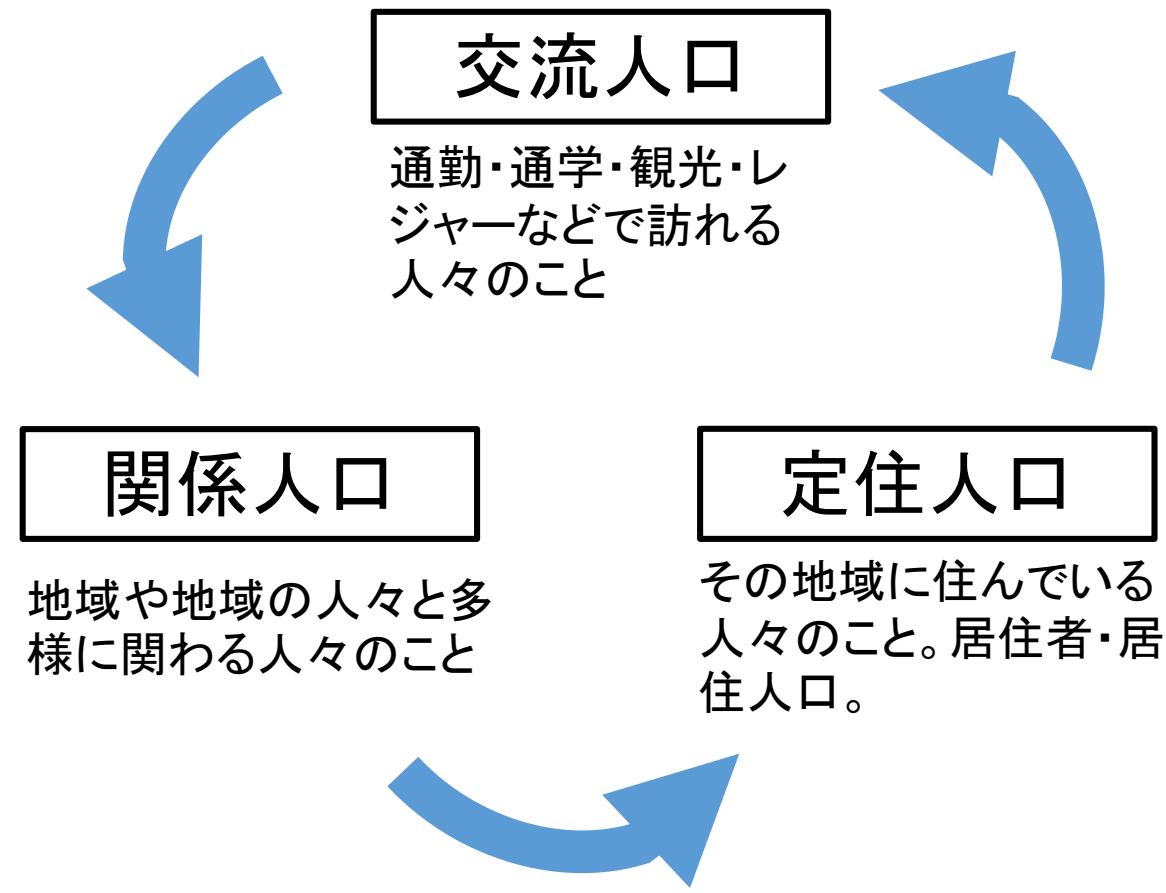 交流人口
通勤・通学・観光・レ
ジャーなどで訪れる
人々のこと
関係人口
地域や地域の人々と多
様に関わる人々のこと
定住人口
その地域に住んでいる
人々のこと。居住者・居
住人口。